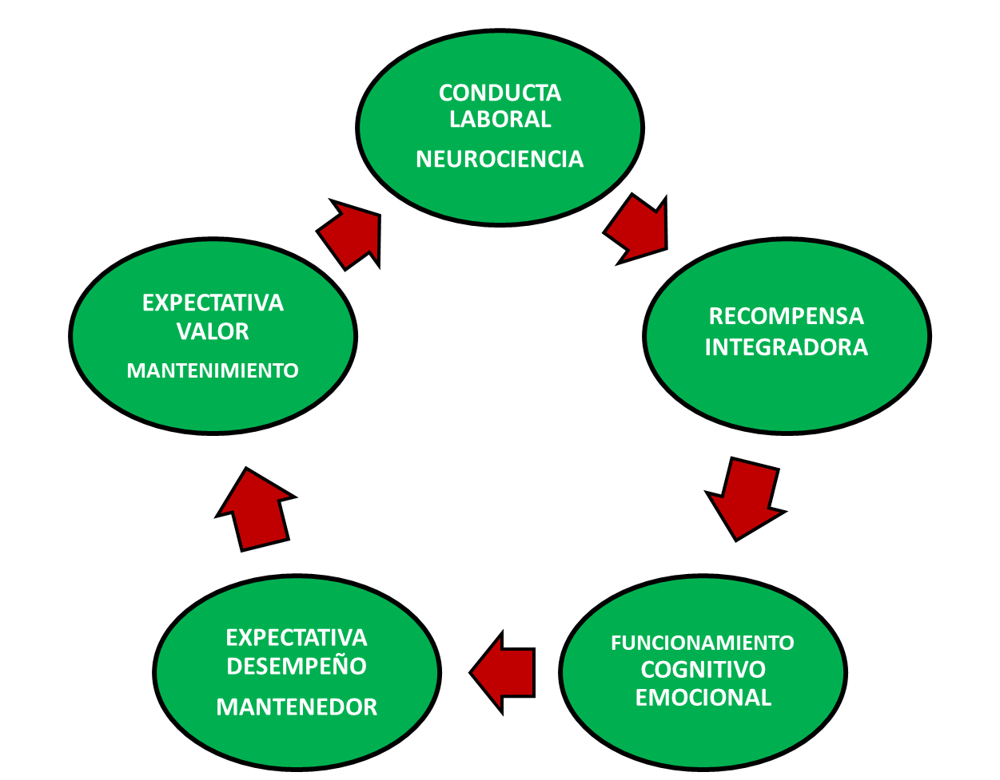 CONDUCTA
LABORAL
NEUROCIENCIA
RECOMPENSA
INTEGRADORA
FUNCIONAMIENTO
COGNITIVO
EMOCIONAL
EXPECTATIVA
DESEMPEÑO
MANTENEDOR
EXPECTATIVA
VALOR
MANTENIMIENTO